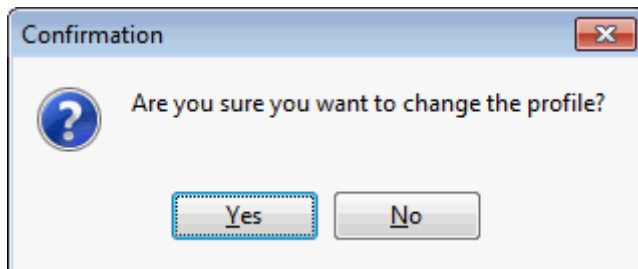 Confirmation
Are you sure you want to change the profile?
Yes
No